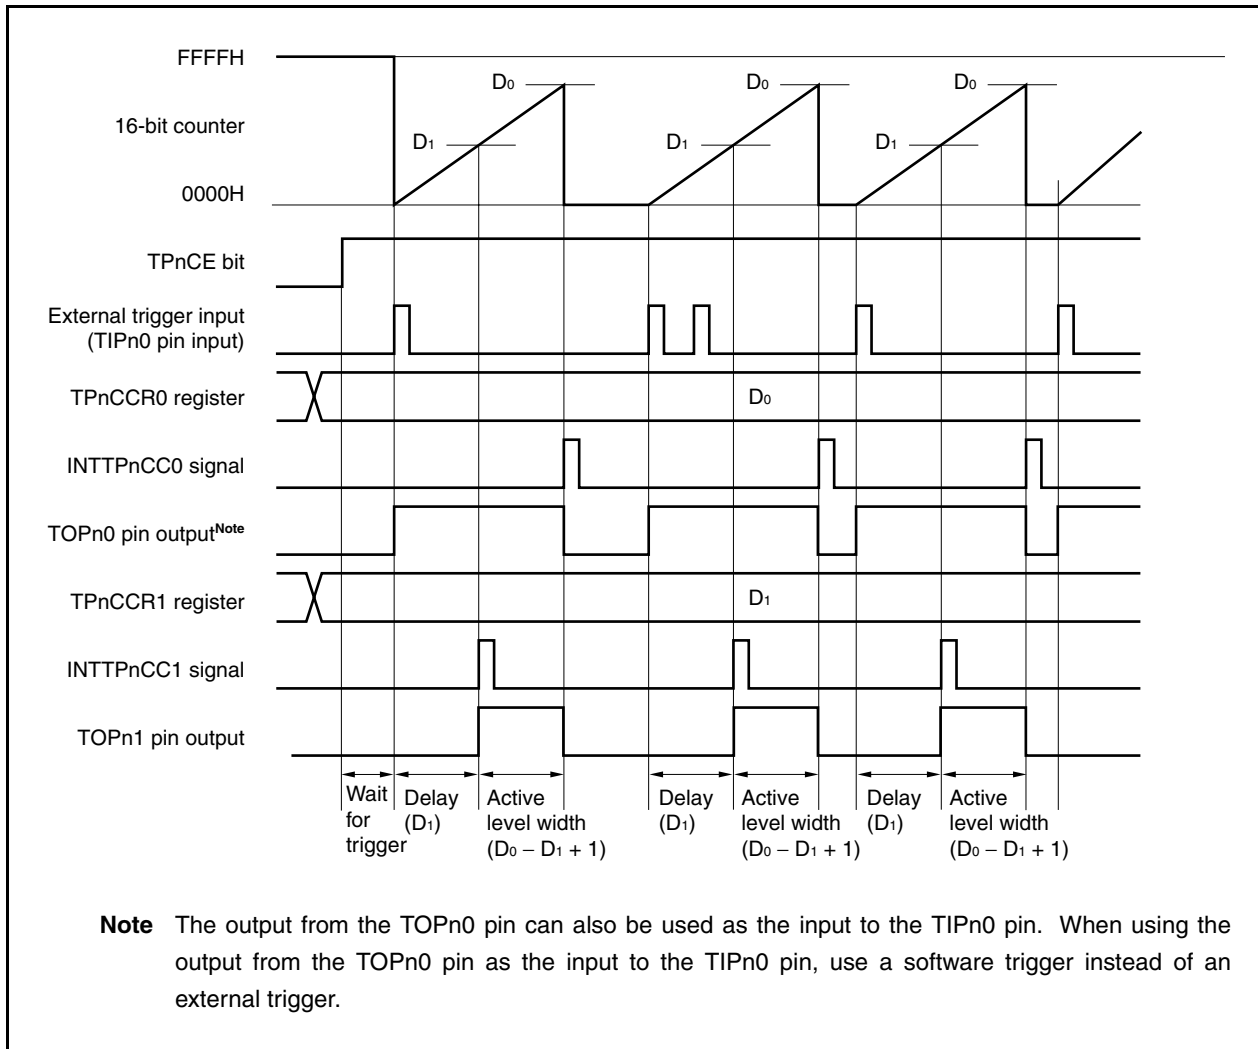 FFFFH
D0 D0 D0
16-bit counter
D1 D1 D1
0000H
TPnCE bit
External trigger input
(TIPn0 pin input)
TPnCCR0 register D0
INTTPnCC0 signal
TOPn0 pin outputNote
TPnCCR1 register D1
INTTPnCC1 signal
TOPn1 pin output
Wait
for
trigger
Delay
(D1)
Active
level width
(D0 – D1 + 1)
Delay
(D1)
Active
level width
(D0 – D1 + 1)
Delay
(D1)
Active
level width
(D0 – D1 + 1)
Note The output from the TOPn0 pin can also be used as the input to the TIPn0 pin. When using the
output from the TOPn0 pin as the input to the TIPn0 pin, use a software trigger instead of an
external trigger.